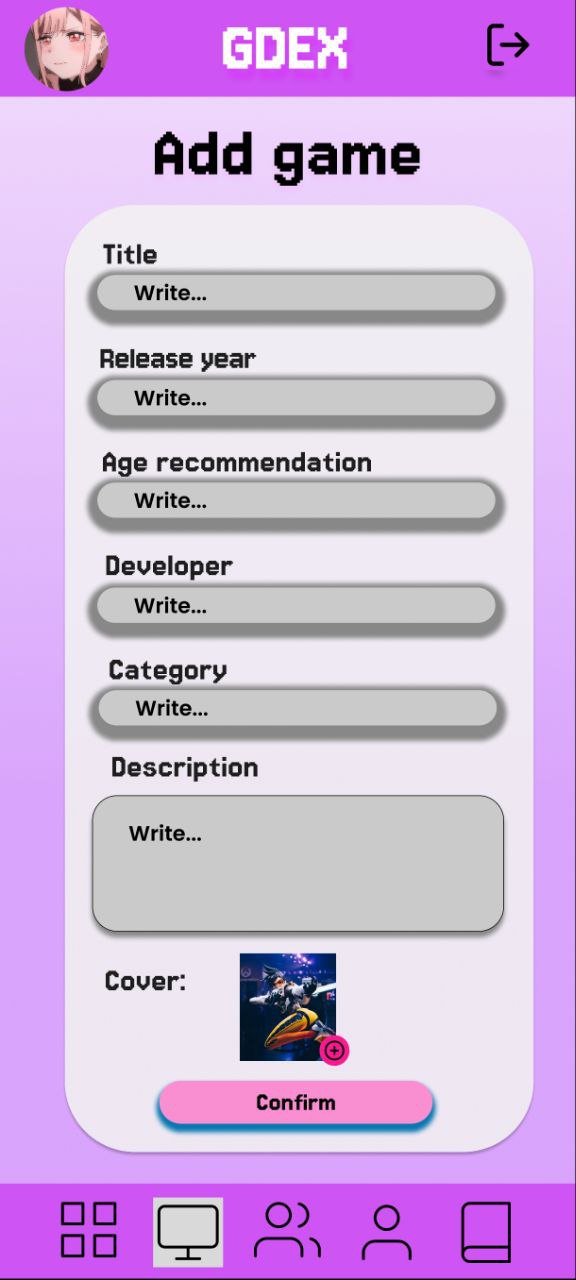 GDEX
Add game
Title
Write...
Release year
Write...
Age recommendation
Write...
Developer
Write...
Category
Write...
Description
Write...
Cover:
Confirm